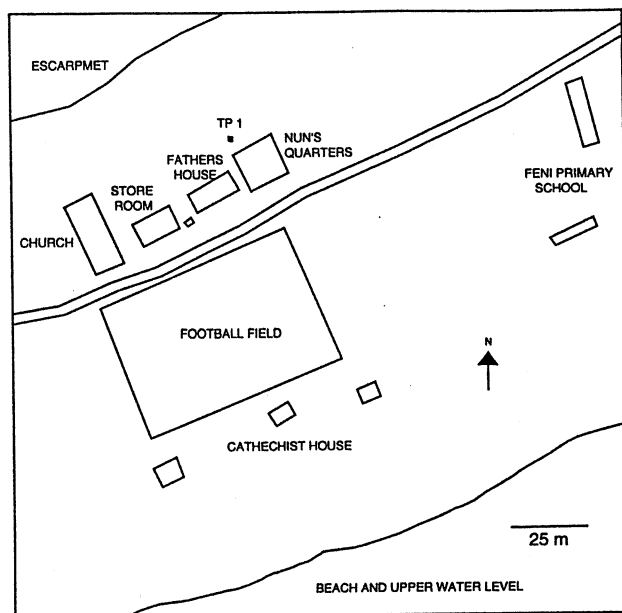 ESCARPMET
TP 1
NUN'S
QUARTERS
FATHERS
HOUSE
STORE
ROOM
FENI PRIMARY
SCHOOL
CHURCH
FOOTBALL FIELD
N
CATHECHIST HOUSE
25 m
BEACH AND UPPER WATER LEVEL